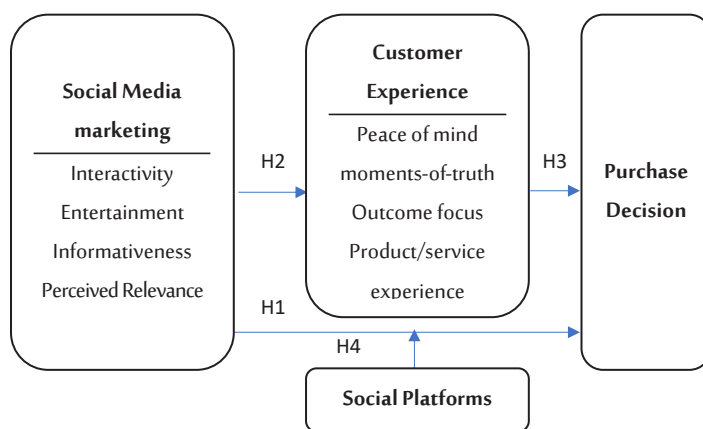 Social Media
marketing
Interactivity
Entertainment
Informativeness
Perceived Relevance
H2
Customer
Experience
Peace of mind
moments-of-truth
Outcome focus
Product/service
experience
H3
Purchase
Decision
H1
H4
Social Platforms